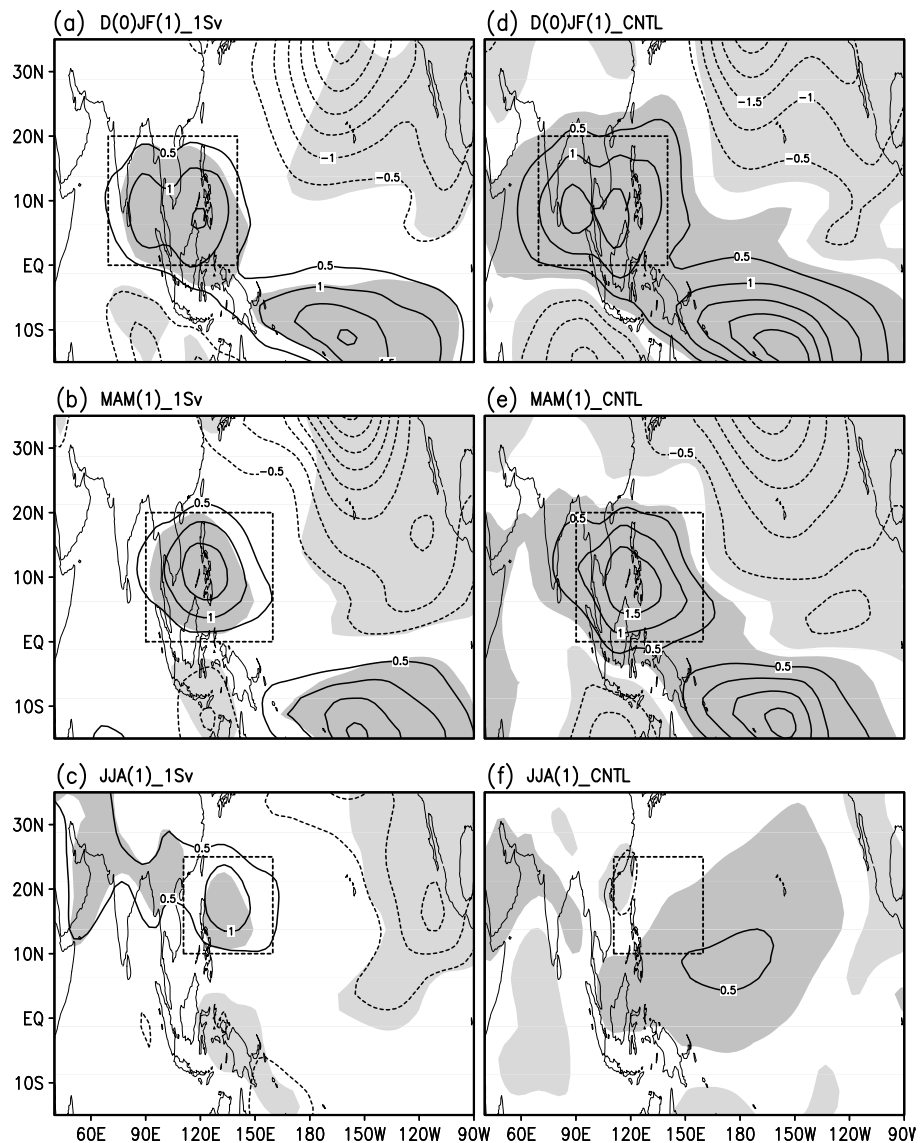 (a) D(0)JF(1)_1Sv
(d) D(0)JF(1)_CNTL
30N
20N
10N
EQ
10S
0.5
1
-1
-0.5
0.5
1
0.5
1
-1.5
-1
-0.5
0.5
1
(b) MAM(1)_1Sv
(e) MAM(1)_CNTL
30N
20N
10N
EQ
10S
-0.5
0.5
1
0.5
-0.5
0.5
1.5
1
0.5
0.5
(c) JJA(1)_1Sv
(f) JJA(1)_CNTL
30N
20N
10N
EQ
10S
0.5
0.5
1
0.5
60E 90E 120E 150E 180 150W 120W 90W
60E 90E 120E 150E 180 150W 120W 90W